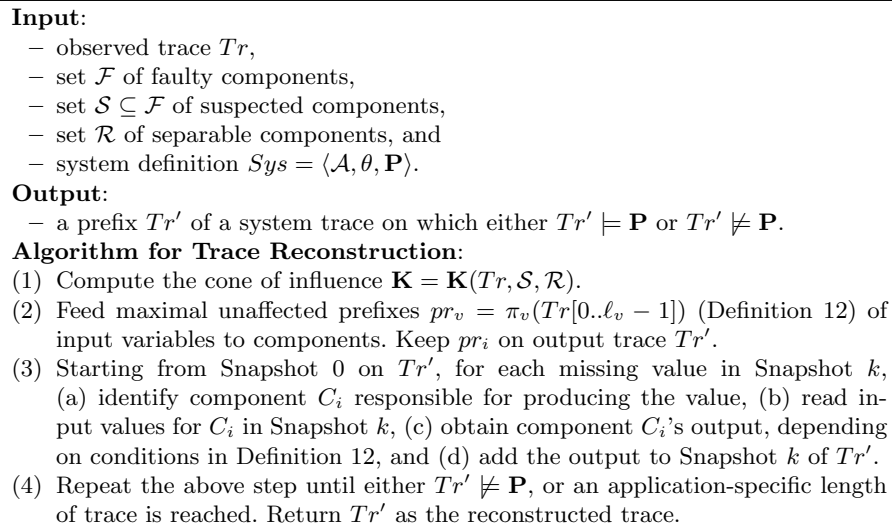 Input:
– observed trace Tr,
– set F of faulty components,
– set S ⊆ F of suspected components,
– set R of separable components, and
– system definition Sys = ⟨A, θ, P⟩.
Output:
– a prefix Tr′ of a system trace on which either Tr′ ⊨ P or Tr′ ⊭ P.
Algorithm for Trace Reconstruction:
(1) Compute the cone of influence K = K(Tr, S, R).
(2) Feed maximal unaffected prefixes pr_v = π_v(Tr[0..ℓ_v − 1]) (Definition 12) of
input variables to components. Keep pr_i on output trace Tr′.
(3) Starting from Snapshot 0 on Tr′, for each missing value in Snapshot k,
(a) identify component C_i responsible for producing the value, (b) read in-
put values for C_i in Snapshot k, (c) obtain component C_i's output, depending
on conditions in Definition 12, and (d) add the output to Snapshot k of Tr′.
(4) Repeat the above step until either Tr′ ⊭ P, or an application-specific length
of trace is reached. Return Tr′ as the reconstructed trace.